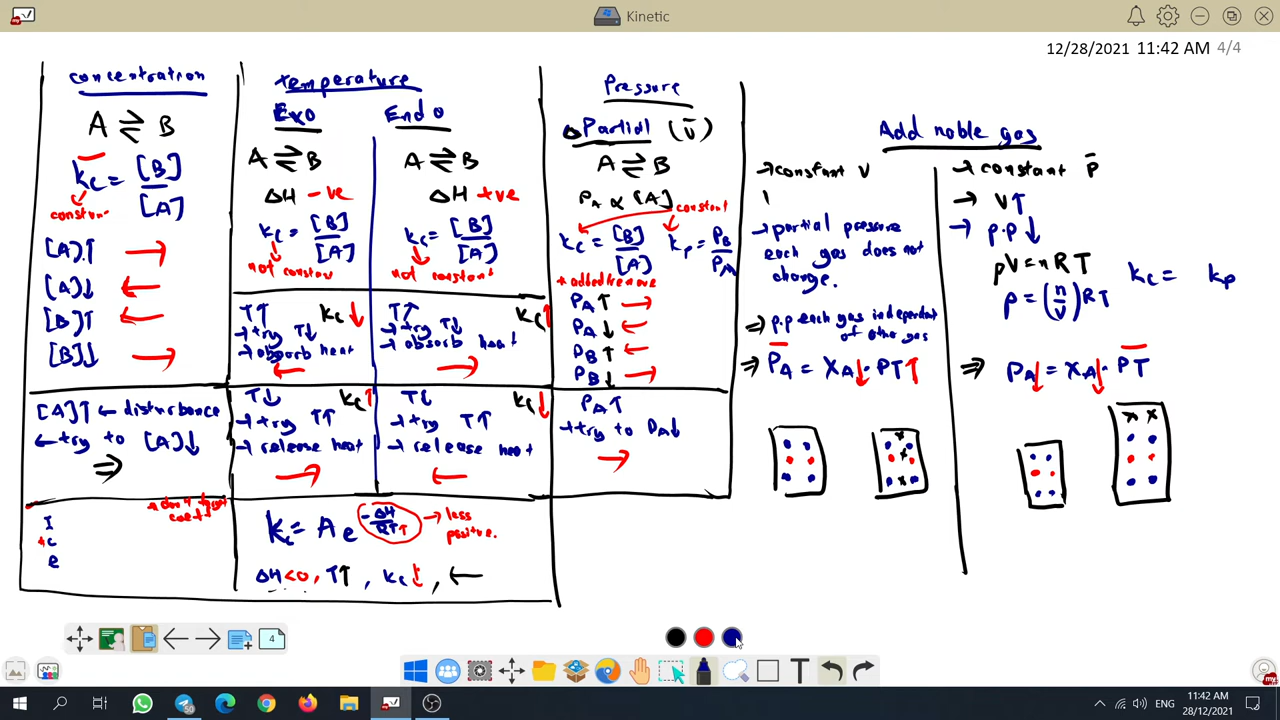 Kinetic
12/28/2021 11:42 AM 4/4
Concentration
A ⇌ B
kc = [B]/[A]
[A]↑ →
[A]↓ ←
[B]↑ ←
[B]↓ →
[A]↑ ← disturbance
← try to [A]↓
⇒
I
+c
e
temperature
Exo
A ⇌ B
ΔH -ve
kc = [B]/[A]
T↑ kc ↓
→ try T↓
→ absorb heat
←
T↓ kc ↑
→ try T↑
→ release heat
→
Endo
A ⇌ B
ΔH +ve
kc = [B]/[A]
not constant
T↑ kc ↑
→ try T↓
→ absorb heat
→
T↓ kc ↓
→ try T↑
→ release heat
←
kc = A e -ΔH/RT↑ → less
positive.
ΔH<0, T↑ , kc ↓ , ←
Pressure
Partial (v̄)
A ⇌ B
PA ∝ [A]
constant
kc = [B]/[A] kp = PB/PA
PA ↑ →
PA ↓ ←
PB ↑ ←
PB ↓ →
PA↑
→ try to PA↓
→
Add noble gas
→ constant v
→ partial pressure
each gas does not
change.
⇒ p.p each gas independent
of other gas
⇒ PA = XA↓ . PT ↑
→ constant p̄
→ V↑
→ p.p ↓
pV = nRT
p = (n/v) RT
kc = kp
⇒ PA↓ = XA↓ . PT
4
T
50
11:42 AM
28/12/2021